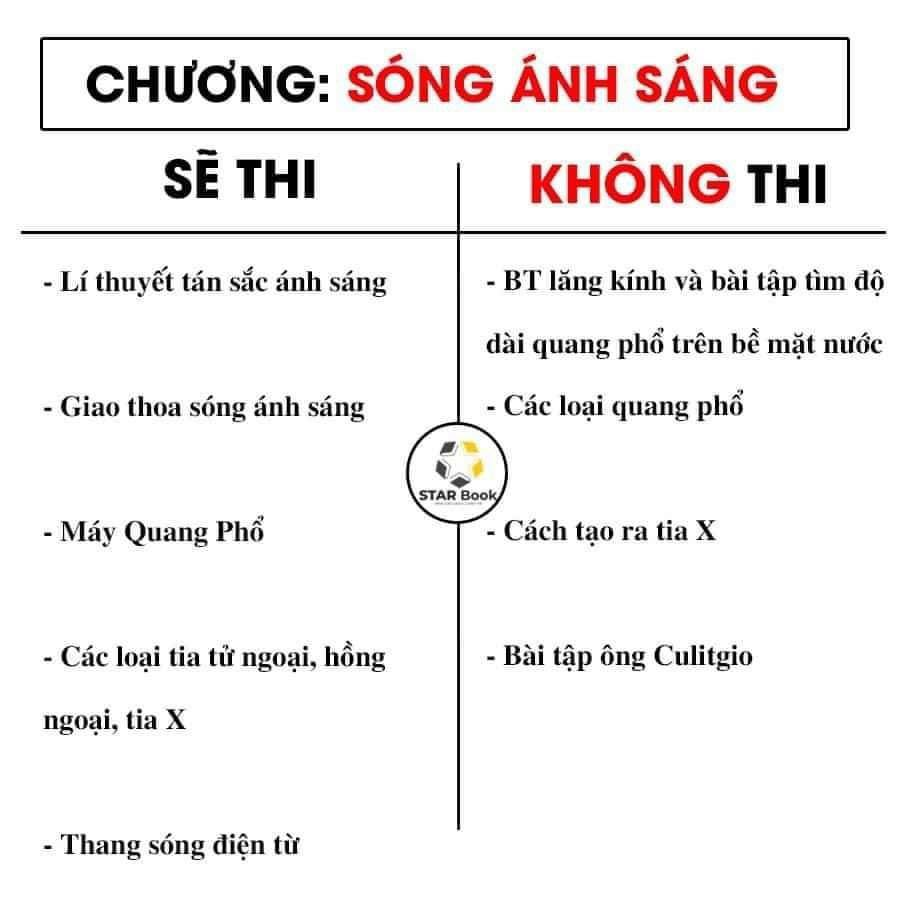 CHƯƠNG: SÓNG ÁNH SÁNG
SẼ THI
- Lí thuyết tán sắc ánh sáng
- Giao thoa sóng ánh sáng
- Máy Quang Phổ
- Các loại tia tử ngoại, hồng
ngoại, tia X
- Thang sóng điện từ
KHÔNG THI
- BT lăng kính và bài tập tìm độ
dài quang phổ trên bề mặt nước
- Các loại quang phổ
- Cách tạo ra tia X
- Bài tập ông Culitgio
STAR Book